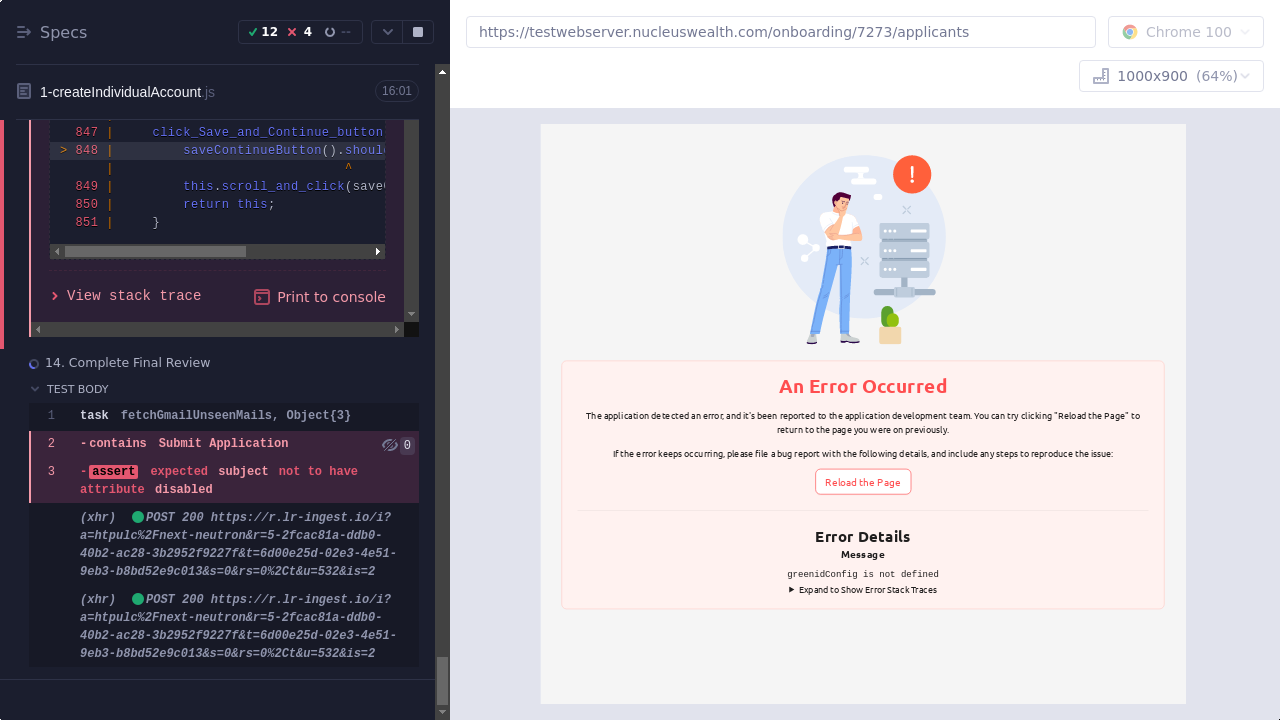 Specs
12
4
--
https://testwebserver.nucleuswealth.com/onboarding/7273/applicants
Chrome 100
1000x900 (64%)
1-createIndividualAccount.js
16:01
847 | click_Save_and_Continue_button
> 848 | saveContinueButton().should
| ^
849 | this.scroll_and_click(saveC
850 | return this;
851 | }
View stack trace
Print to console
14. Complete Final Review
TEST BODY
1 task fetchGmailUnseenMails, Object{3}
2 -contains Submit Application 0
3 -assert expected subject not to have
attribute disabled
(xhr) POST 200 https://r.lr-ingest.io/i?
a=htpulc%2Fnext-neutron&r=5-2fcac81a-ddb0-
40b2-ac28-3b2952f9227f&t=6d00e25d-02e3-4e51-
9eb3-b8bd52e9c013&s=0&rs=0%2Ct&u=532&is=2
(xhr) POST 200 https://r.lr-ingest.io/i?
a=htpulc%2Fnext-neutron&r=5-2fcac81a-ddb0-
40b2-ac28-3b2952f9227f&t=6d00e25d-02e3-4e51-
9eb3-b8bd52e9c013&s=0&rs=0%2Ct&u=532&is=2
!
An Error Occurred
The application detected an error, and it's been reported to the application development team. You can try clicking "Reload the Page" to
return to the page you were on previously.
If the error keeps occurring, please file a bug report with the following details, and include any steps to reproduce the issue:
Reload the Page
Error Details
Message
greenidConfig is not defined
Expand to Show Error Stack Traces